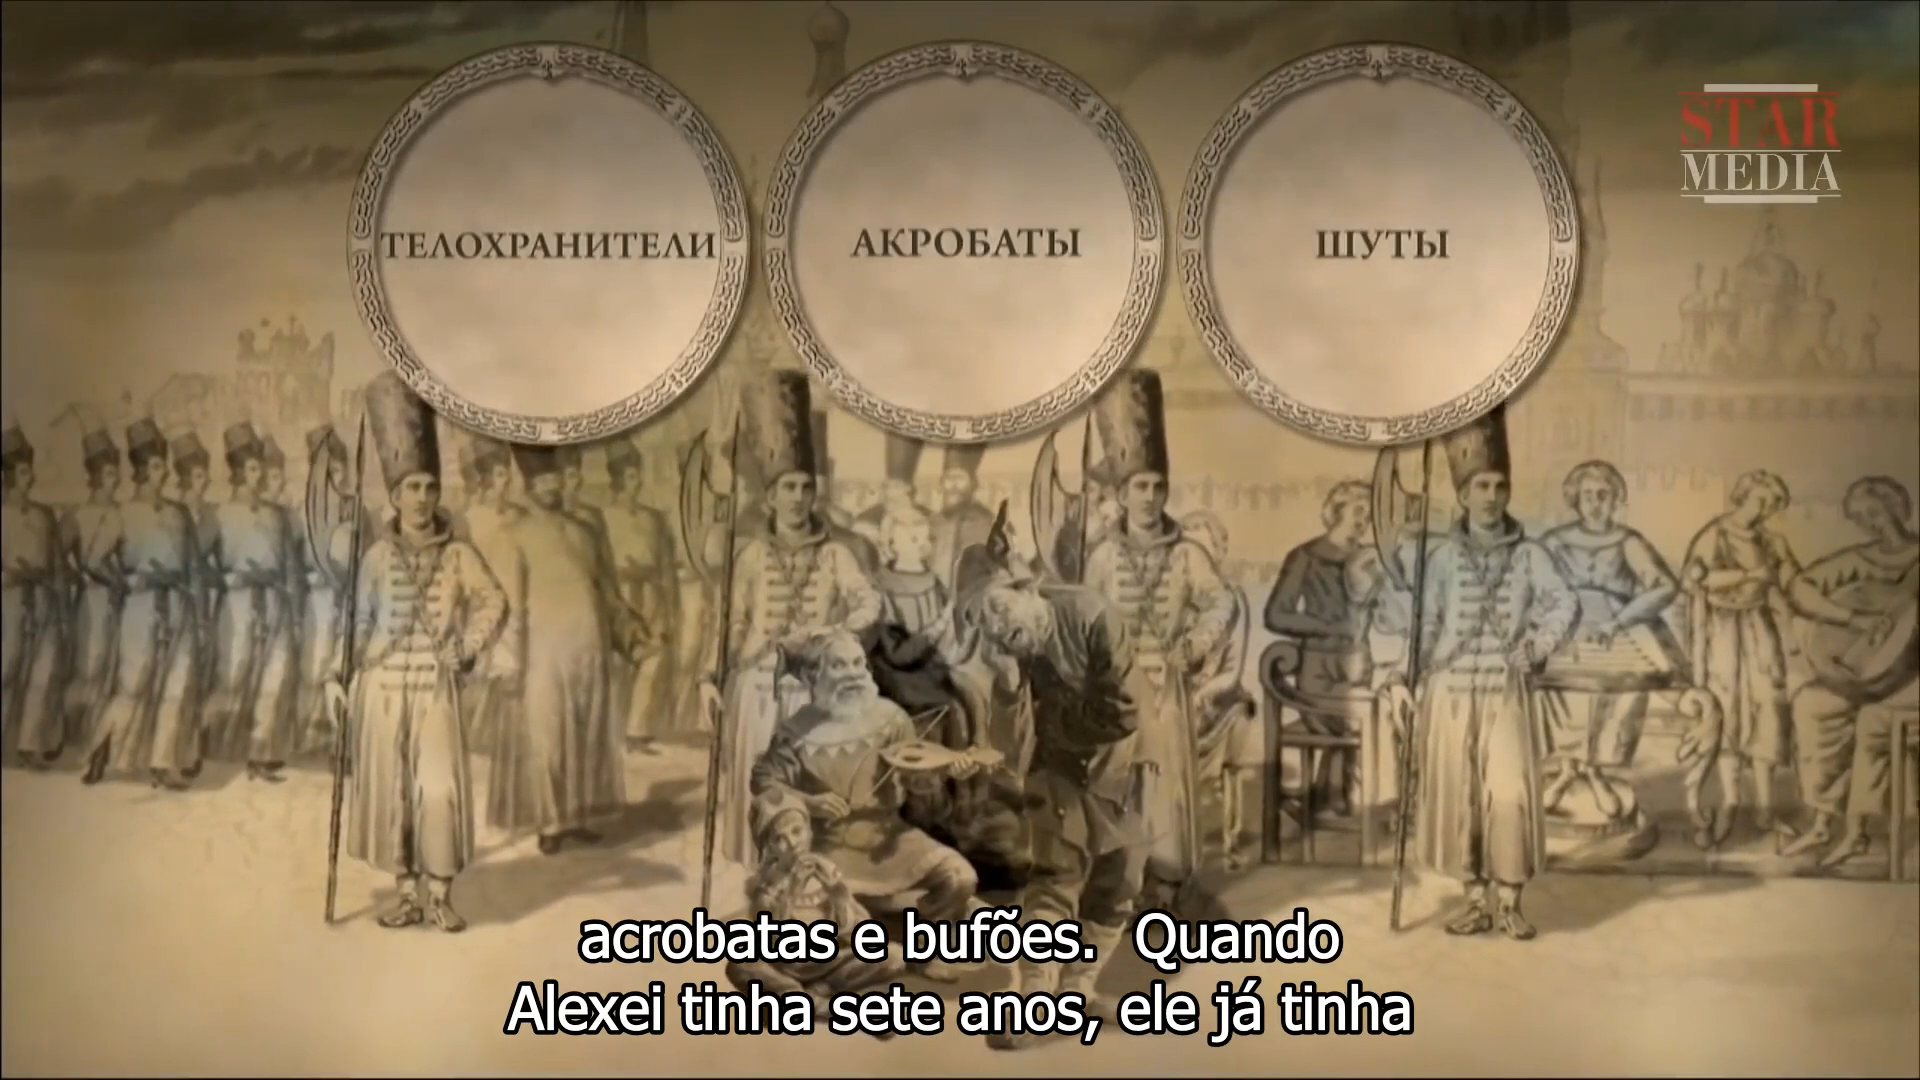 ТЕЛОХРАНИТЕЛИ
АКРОБАТЫ
ШУТЫ
STAR
MEDIA
acrobatas e bufões.  Quando
Alexei tinha sete anos, ele já tinha